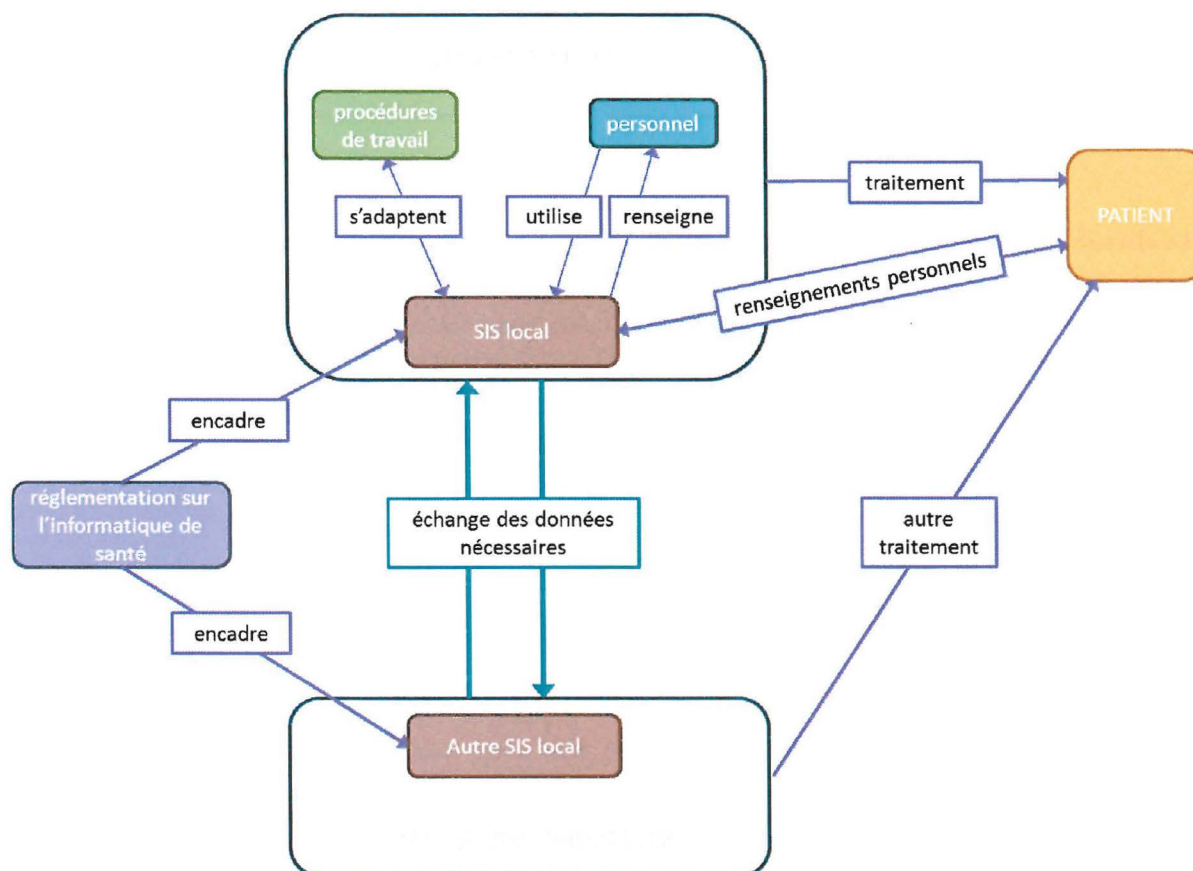 procédures
de travail
personnel
s'adaptent
utilise
renseigne
traitement
PATIENT
renseignements personnels
SIS local
encadre
réglementation sur
l'informatique de
santé
échange des données
nécessaires
autre
traitement
encadre
Autre SIS local